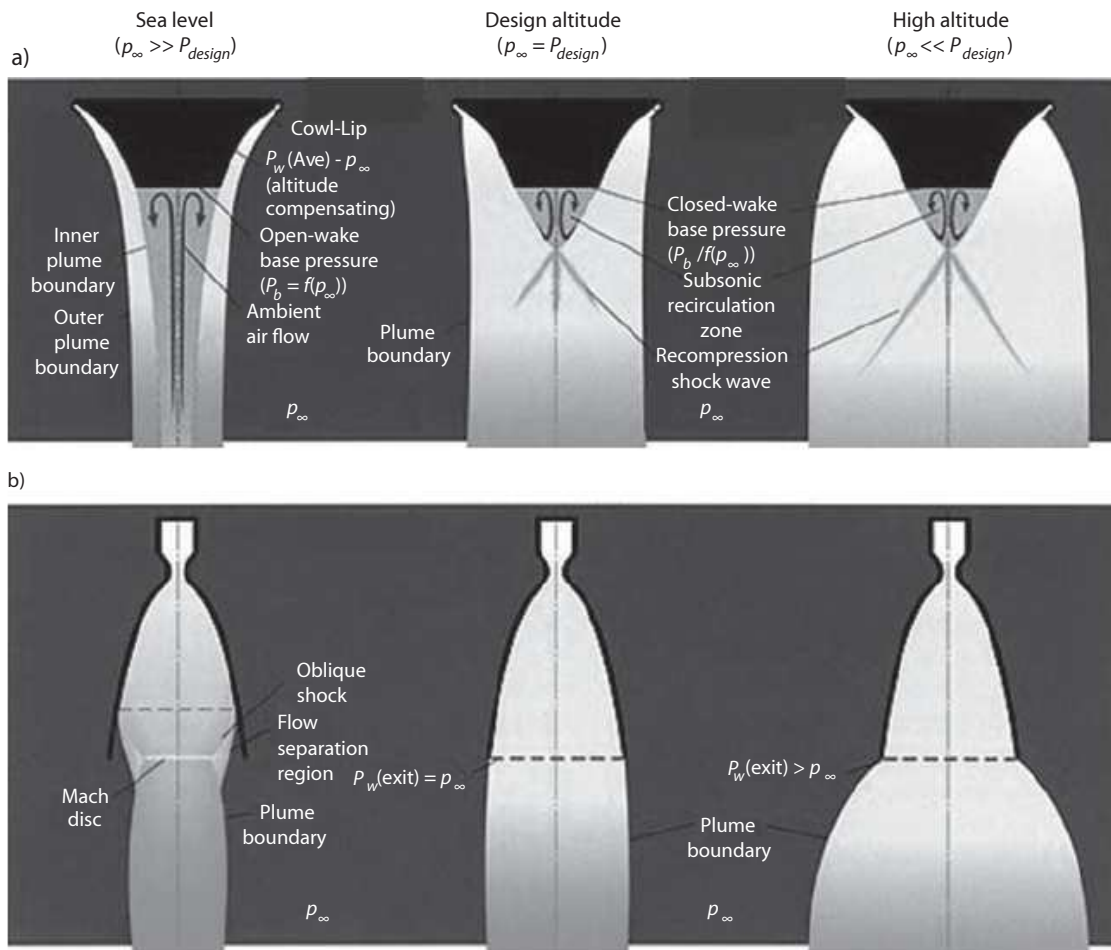 Sea level
(p∞ >> Pdesign)
Design altitude
(p∞ = Pdesign)
High altitude
(p∞ << Pdesign)
a)
Cowl-Lip
Pw(Ave) - p∞
(altitude
compensating)
Open-wake
base pressure
(Pb = f(p∞))
Ambient
air flow
Inner
plume
boundary
Outer
plume
boundary
p∞
Plume
boundary
Closed-wake
base pressure
(Pb /f(p∞))
Subsonic
recirculation
zone
Recompression
shock wave
p∞
b)
Oblique
shock
Flow
separation
region
Mach
disc
Plume
boundary
p∞
Pw(exit) = p∞
Pw(exit) > p∞
Plume
boundary
p∞